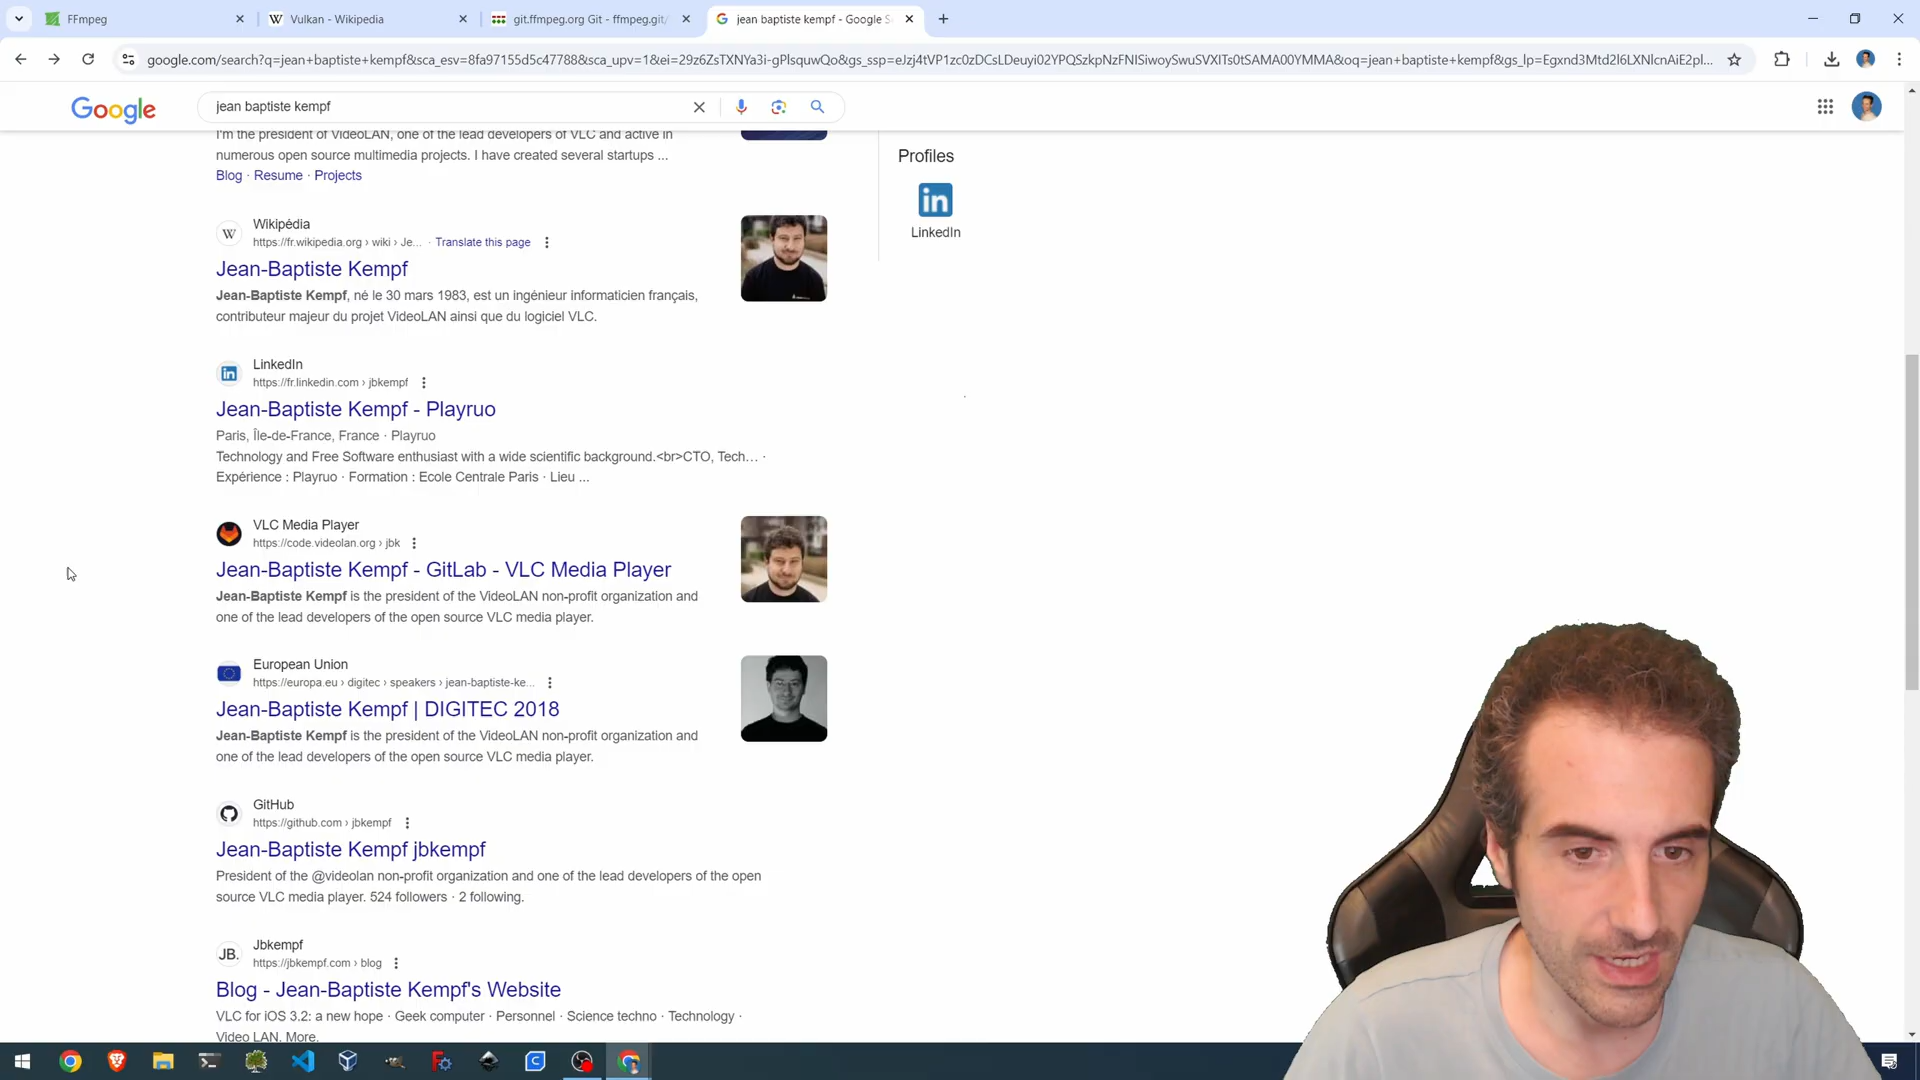 FFmpeg
Vulkan - Wikipedia
git.ffmpeg.org Git - ffmpeg.git/
jean baptiste kempf - Google S
google.com/search?q=jean+baptiste+kempf&sca_esv=8fa97155d5c47788&sca_upv=1&ei=29z6ZsTXNYa3i-gPlsquwQo&gs_ssp=eJzj4tVP1zc0zDCsLDeuyi02YPQSzkpNzFNISiwoySwuSVXITs0tSAMA00YMMA&oq=jean+baptiste+kempf&gs_lp=Egxnd3Mtd2l6LXNlcnAiE2pl...
Google
jean baptiste kempf
I'm the president of VideoLAN, one of the lead developers of VLC and active in
numerous open source multimedia projects. I have created several startups ...
Blog · Resume · Projects
Profiles
in
LinkedIn
W
Wikipédia
https://fr.wikipedia.org › wiki › Je... · Translate this page
Jean-Baptiste Kempf
Jean-Baptiste Kempf, né le 30 mars 1983, est un ingénieur informaticien français,
contributeur majeur du projet VideoLAN ainsi que du logiciel VLC.
in
LinkedIn
https://fr.linkedin.com › jbkempf
Jean-Baptiste Kempf - Playruo
Paris, Île-de-France, France · Playruo
Technology and Free Software enthusiast with a wide scientific background.<br>CTO, Tech... ·
Expérience : Playruo · Formation : Ecole Centrale Paris · Lieu ...
VLC Media Player
https://code.videolan.org › jbk
Jean-Baptiste Kempf - GitLab - VLC Media Player
Jean-Baptiste Kempf is the president of the VideoLAN non-profit organization and
one of the lead developers of the open source VLC media player.
European Union
https://europa.eu › digitec › speakers › jean-baptiste-ke...
Jean-Baptiste Kempf | DIGITEC 2018
Jean-Baptiste Kempf is the president of the VideoLAN non-profit organization and
one of the lead developers of the open source VLC media player.
GitHub
https://github.com › jbkempf
Jean-Baptiste Kempf jbkempf
President of the @videolan non-profit organization and one of the lead developers of the open
source VLC media player. 524 followers · 2 following.
JB.
Jbkempf
https://jbkempf.com › blog
Blog - Jean-Baptiste Kempf's Website
VLC for iOS 3.2: a new hope · Geek computer · Personnel · Science techno · Technology ·
Video LAN. More.